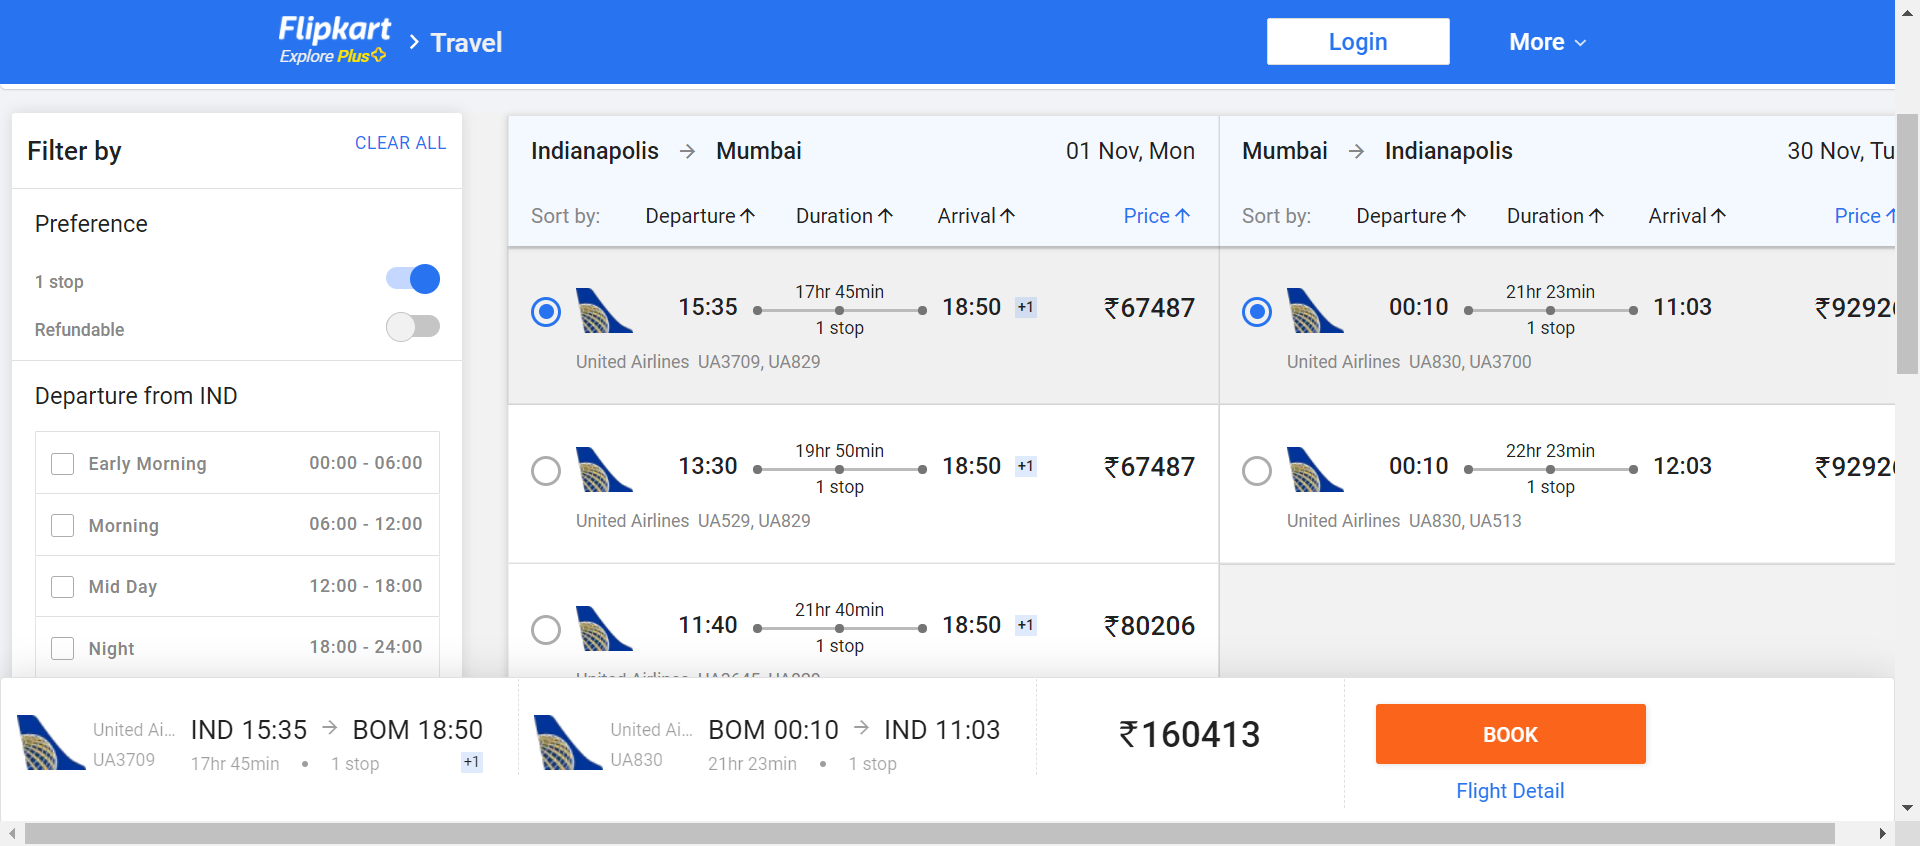 Flipkart
Explore Plus
Travel
Login
More
Filter by
CLEAR ALL
Preference
1 stop
Refundable
Departure from IND
Early Morning 00:00 - 06:00
Morning 06:00 - 12:00
Mid Day 12:00 - 18:00
Night 18:00 - 24:00
Indianapolis → Mumbai 01 Nov, Mon
Sort by: Departure↑ Duration↑ Arrival↑ Price↑
17hr 45min
15:35 18:50 +1 ₹67487
1 stop
United Airlines UA3709, UA829
19hr 50min
13:30 18:50 +1 ₹67487
1 stop
United Airlines UA529, UA829
21hr 40min
11:40 18:50 +1 ₹80206
1 stop
Mumbai → Indianapolis 30 Nov, Tu
Sort by: Departure↑ Duration↑ Arrival↑ Price↑
21hr 23min
00:10 11:03 ₹9292
1 stop
United Airlines UA830, UA3700
22hr 23min
00:10 12:03 ₹9292
1 stop
United Airlines UA830, UA513
United Ai... IND 15:35 → BOM 18:50
UA3709 17hr 45min • 1 stop +1
United Ai... BOM 00:10 → IND 11:03
UA830 21hr 23min • 1 stop
₹160413
BOOK
Flight Detail